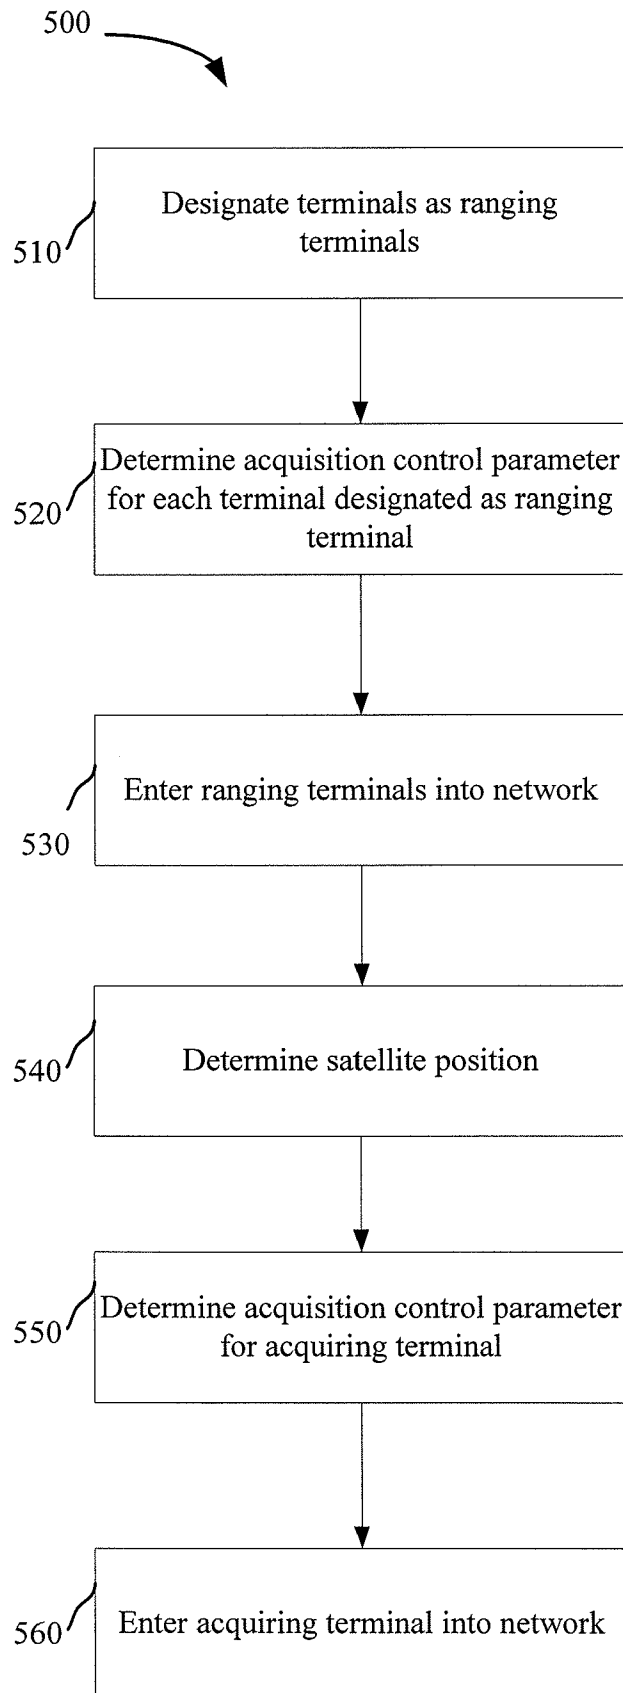 500
Designate terminals as ranging
terminals
510
Determine acquisition control parameter
for each terminal designated as ranging
terminal
520
Enter ranging terminals into network
530
Determine satellite position
540
Determine acquisition control parameter
for acquiring terminal
550
Enter acquiring terminal into network
560